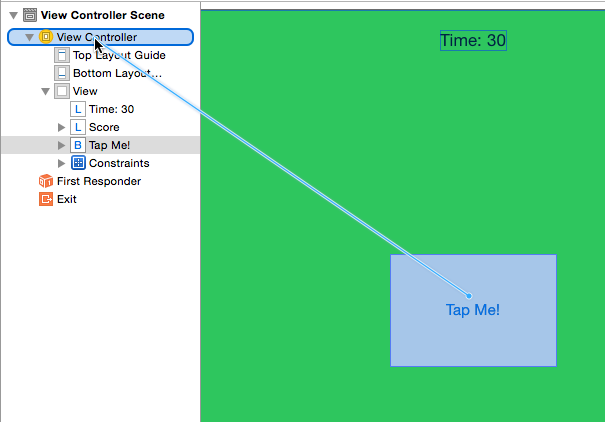 View Controller Scene
View Controller
Top Layout Guide
Bottom Layout...
View
L Time: 30
L Score
B Tap Me!
Constraints
First Responder
Exit
Time: 30
Tap Me!